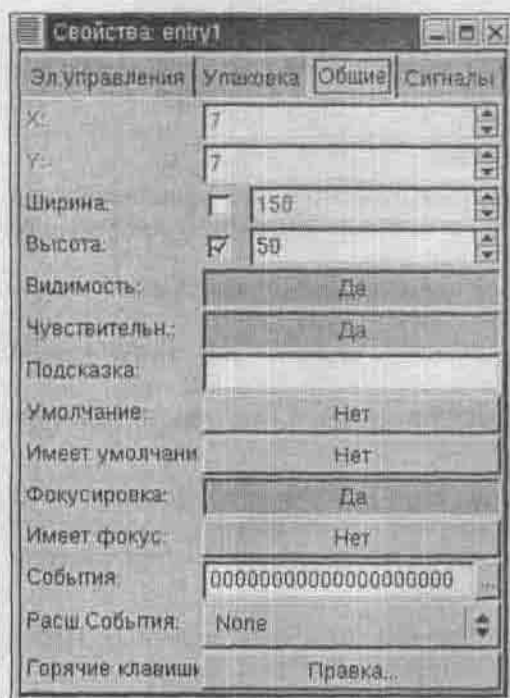 Свойства: entry1
Эл.управления Упаковка Общие Сигналы
X: 7
Y: 7
Ширина: 150
Высота: 50
Видимость: Да
Чувствительн.: Да
Подсказка:
Умолчание: Нет
Имеет умолчани Нет
Фокусировка: Да
Имеет фокус: Нет
События: 00000000000000000000 ...
Расш.События: None
Горячие клавиши Правка...